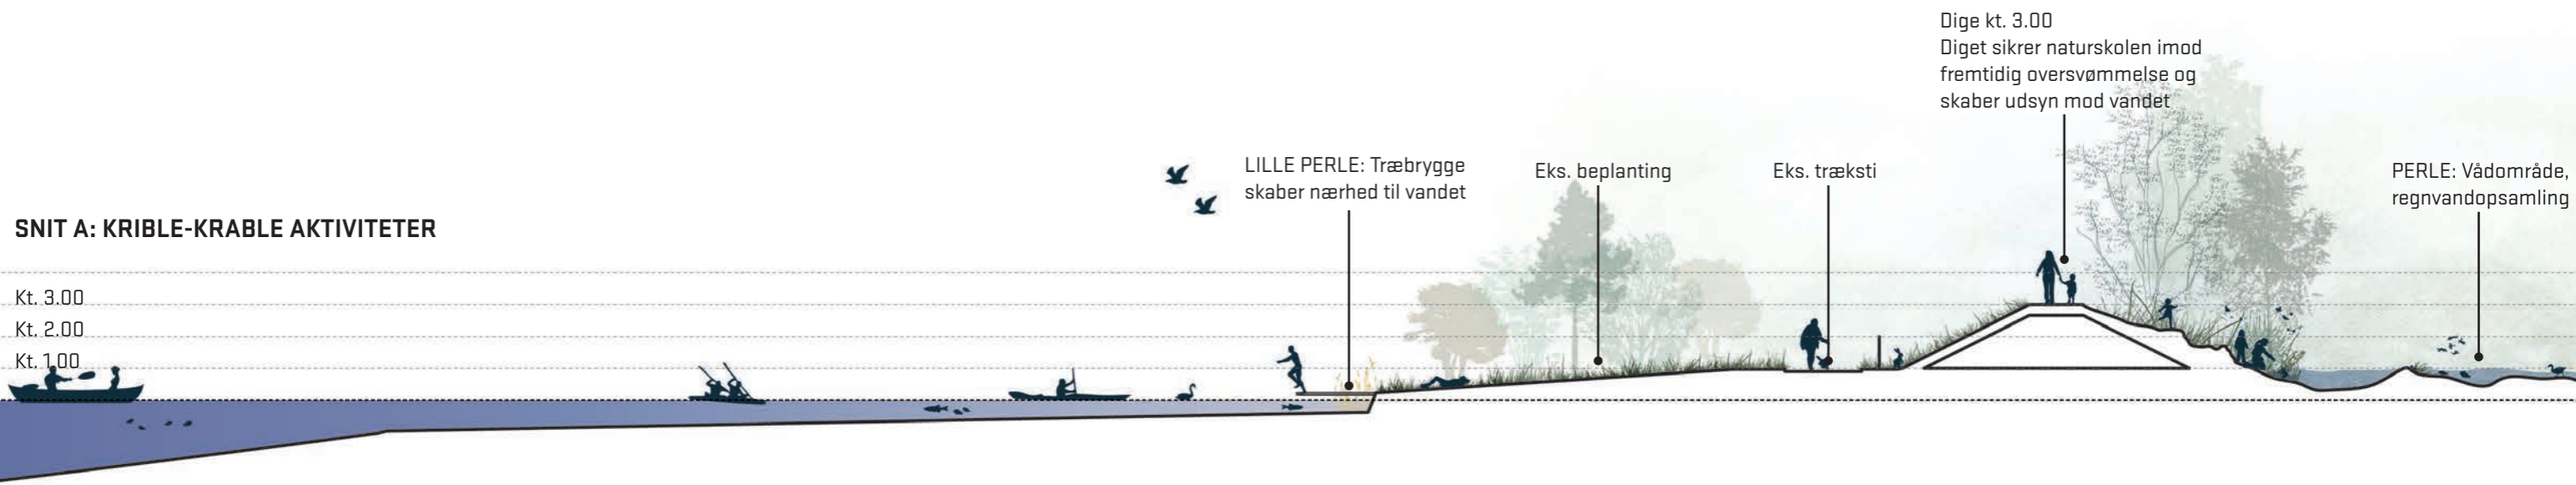 Dige kt. 3.00
Diget sikrer naturskolen imod
fremtidig oversvømmelse og
skaber udsyn mod vandet
LILLE PERLE: Træbrygge
skaber nærhed til vandet
Eks. beplanting
Eks. træksti
PERLE: Vådområde,
regnvandopsamling
SNIT A: KRIBLE-KRABLE AKTIVITETER
Kt. 3.00
Kt. 2.00
Kt. 1.00